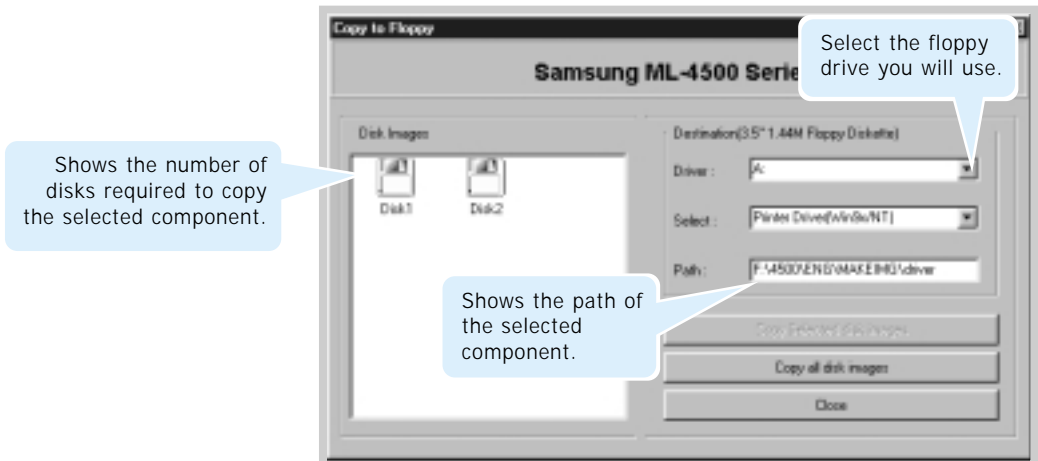 Copy to Floppy
Samsung ML-4500 Serie
Select the floppy
drive you will use.
Disk Images
Disk1
Disk2
Shows the number of
disks required to copy
the selected component.
Destination(3.5" 1.44M Floppy Diskette)
Driver :
A:
Select :
Printer Driver(Win9x/NT)
Path :
F:\4500\ENG\MAKEIMG\driver
Shows the path of
the selected
component.
Copy Selected disk images
Copy all disk images
Close